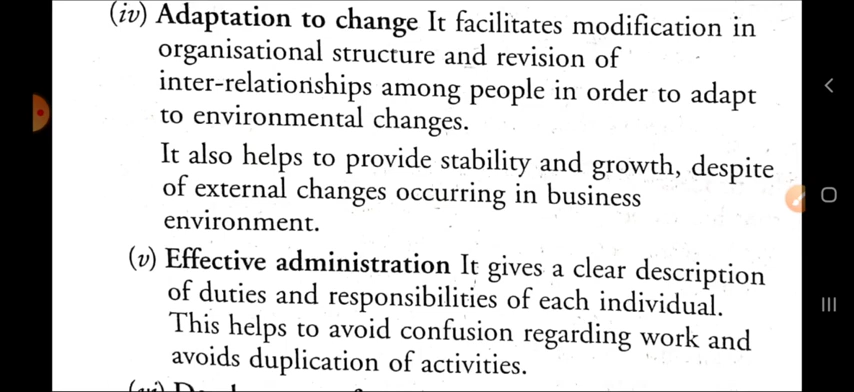 (iv) Adaptation to change It facilitates modification in
organisational structure and revision of
inter-relationships among people in order to adapt
to environmental changes.
It also helps to provide stability and growth, despite
of external changes occurring in business
environment.
(v) Effective administration It gives a clear description
of duties and responsibilities of each individual.
This helps to avoid confusion regarding work and
avoids duplication of activities.